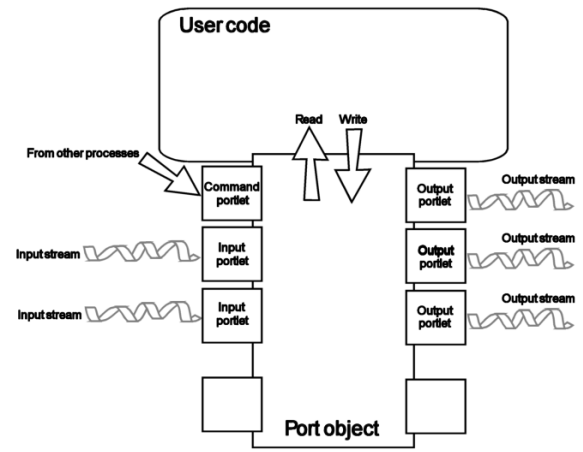 User code
Read
Write
From other processes
Command
portlet
Output
portlet
Output stream
Input stream
Input
portlet
Output
portlet
Output stream
Input stream
Input
portlet
Output
portlet
Output stream
Port object